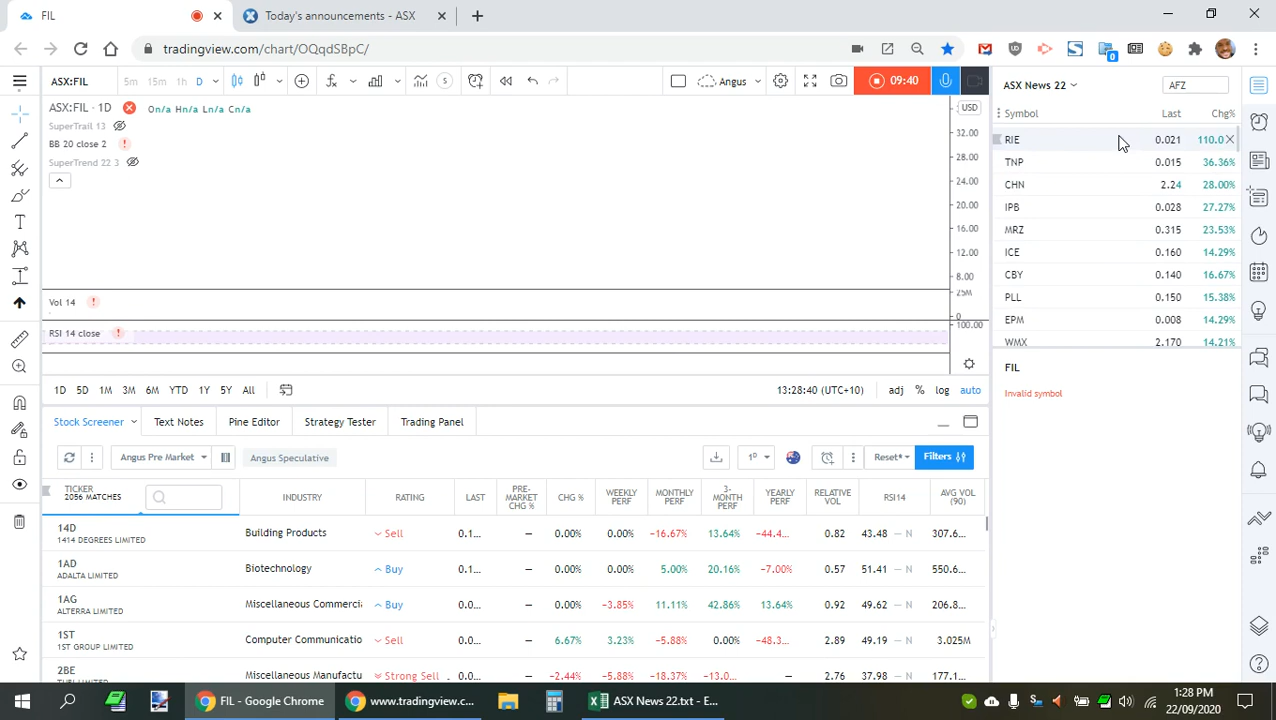 FIL
Today's announcements - ASX
tradingview.com/chart/OQqdSBpC/
0
ASX:FIL 5m 15m 1h D
Angus
09:40
ASX News 22
AFZ
ASX:FIL · 1D
On/a Hn/a Ln/a Cn/a
USD
SuperTrail 13
BB 20 close 2
SuperTrend 22 3
32.00
28.00
24.00
20.00
16.00
12.00
8.00
25M
Vol 14
0
100.00
RSI 14 close
1D 5D 1M 3M 6M YTD 1Y 5Y All
13:28:40 (UTC+10) adj % log auto
Symbol Last Chg%
RIE 0.021 110.0
TNP 0.015 36.36%
CHN 2.24 28.00%
IPB 0.028 27.27%
MRZ 0.315 23.53%
ICE 0.160 14.29%
CBY 0.140 16.67%
PLL 0.150 15.38%
EPM 0.008 14.29%
WMX 2.170 14.21%
FIL
Invalid symbol
Stock Screener Text Notes Pine Editor Strategy Tester Trading Panel
Angus Pre Market Angus Speculative
1D
Reset* Filters
TICKER
2056 MATCHES
INDUSTRY RATING LAST PRE-MARKET CHG % CHG % WEEKLY PERF MONTHLY PERF 3-MONTH PERF YEARLY PERF RELATIVE VOL RSI14 AVG VOL (90)
14D
1414 DEGREES LIMITED
Building Products Sell 0.1... — 0.00% 0.00% −16.67% 13.64% −44.4... 0.82 43.48 — N 307.6...
1AD
ADALTA LIMITED
Biotechnology Buy 0.1... — 0.00% 0.00% 5.00% 20.16% −7.00% 0.57 51.41 — N 550.6...
1AG
ALTERRA LIMITED
Miscellaneous Commerci Buy 0.0... — 0.00% −3.85% 11.11% 42.86% 13.64% 0.92 49.62 — N 206.8...
1ST
1ST GROUP LIMITED
Computer Communicatio Sell 0.0... — 6.67% 3.23% −5.88% 0.00% −48.3... 2.89 49.19 — N 3.025M
2BE
Miscellaneous Manufactu Strong Sell 0.0... — −2.44% −5.88% −18.37% −13.0... — 2.76 37.98 — N 177.1...
FIL - Google Chrome
www.tradingview.c...
ASX News 22.txt - E...
1:28 PM
22/09/2020